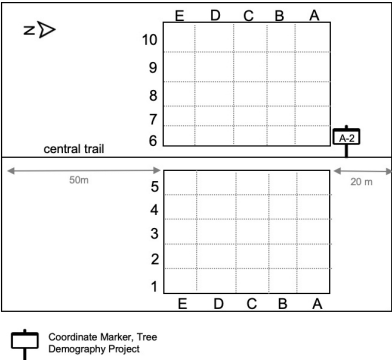 E D C B A
N
10
9
8
7
6
A-2
central trail
50m
20 m
5
4
3
2
1
E D C B A
Coordinate Marker, Tree
Demography Project